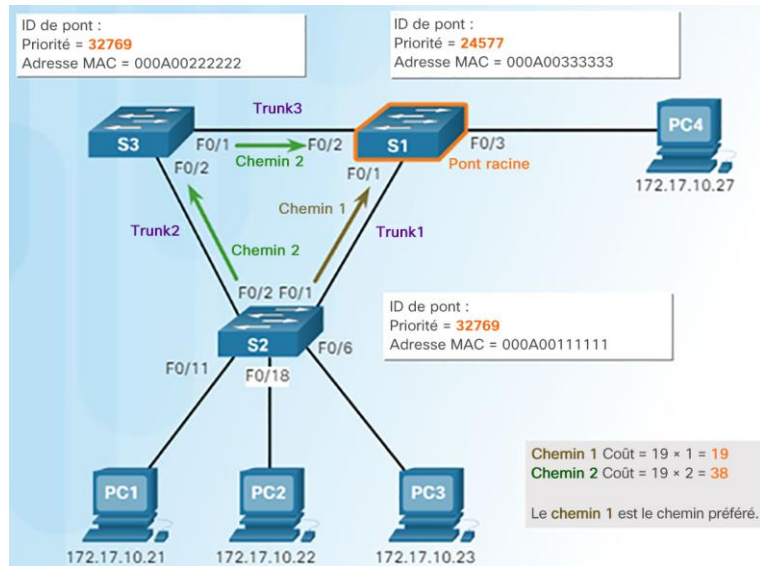 ID de pont :
Priorité = 32769
Adresse MAC = 000A00222222
ID de pont :
Priorité = 24577
Adresse MAC = 000A00333333
Trunk3
S3
F0/1
F0/2
S1
F0/3
PC4
Chemin 2
Pont racine
F0/2
F0/1
172.17.10.27
Chemin 1
Trunk2
Trunk1
Chemin 2
F0/2
F0/1
ID de pont :
Priorité = 32769
Adresse MAC = 000A00111111
S2
F0/11
F0/18
F0/6
Chemin 1 Coût = 19 × 1 = 19
Chemin 2 Coût = 19 × 2 = 38
Le chemin 1 est le chemin préféré.
PC1
PC2
PC3
172.17.10.21
172.17.10.22
172.17.10.23